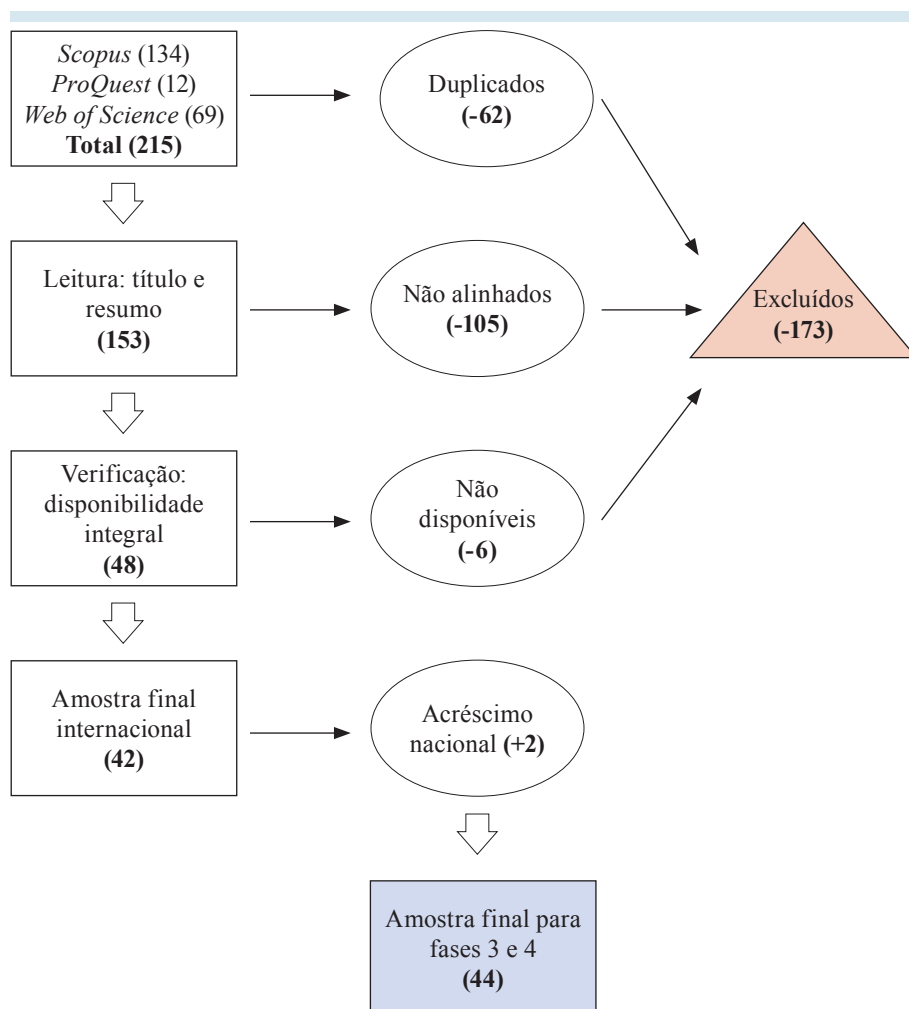 Scopus (134)
ProQuest (12)
Web of Science (69)
Total (215)
Duplicados
(-62)
Leitura: título e
resumo
(153)
Não alinhados
(-105)
Excluídos
(-173)
Verificação:
disponibilidade
integral
(48)
Não
disponíveis
(-6)
Amostra final
internacional
(42)
Acréscimo
nacional (+2)
Amostra final para
fases 3 e 4
(44)